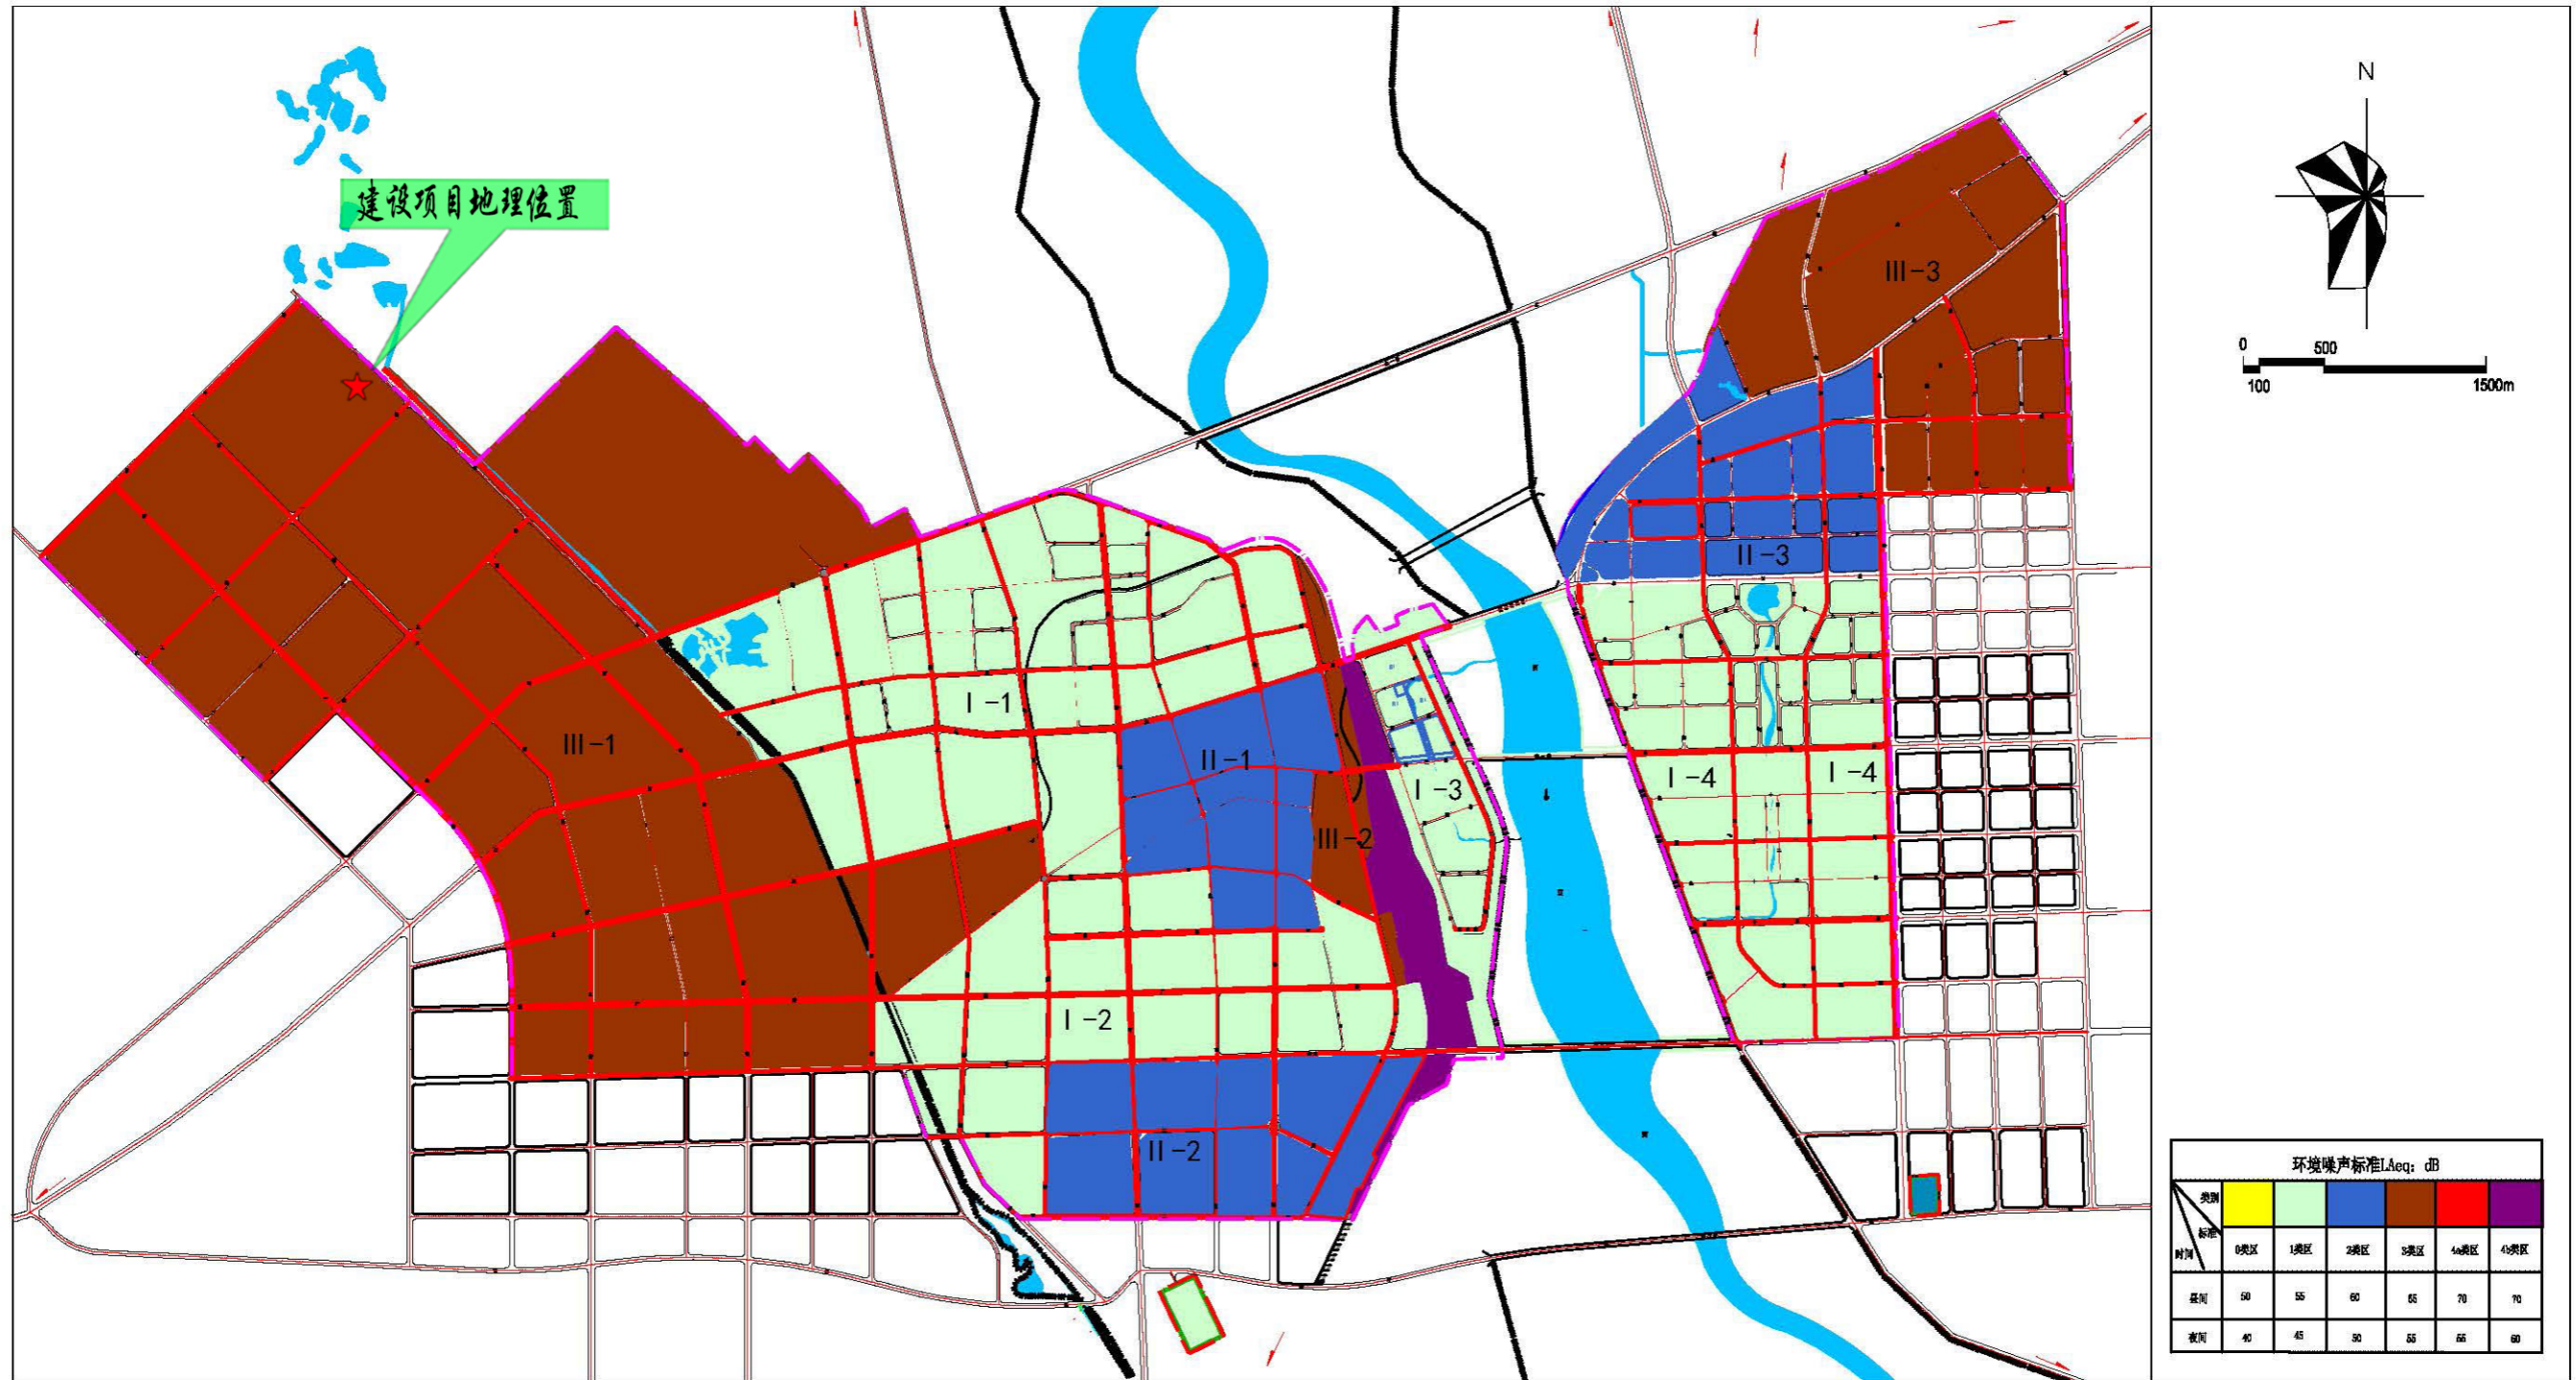 N
0 500
100 1500m
建设项目地理位置
III-3
II-3
I-1
III-1
II-1
I-3
I-4
I-4
III-2
I-2
II-2
环境噪声标准LAeq: dB
类别
标准
时间
0类区 1类区 2类区 3类区 4a类区 4b类区
昼间 50 55 60 65 70 70
夜间 40 45 50 55 55 60